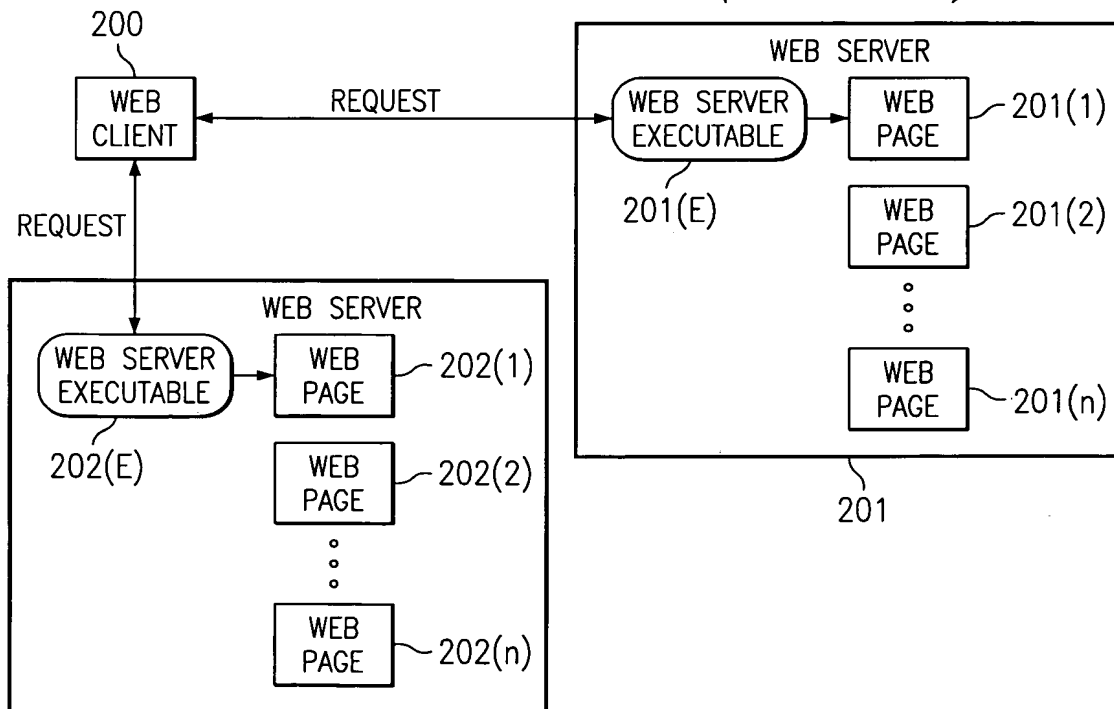 200
WEB
CLIENT
REQUEST
REQUEST
WEB SERVER
WEB SERVER
EXECUTABLE
201(E)
WEB
PAGE
201(1)
WEB
PAGE
201(2)
WEB
PAGE
201(n)
201
WEB SERVER
WEB SERVER
EXECUTABLE
202(E)
WEB
PAGE
202(1)
WEB
PAGE
202(2)
WEB
PAGE
202(n)